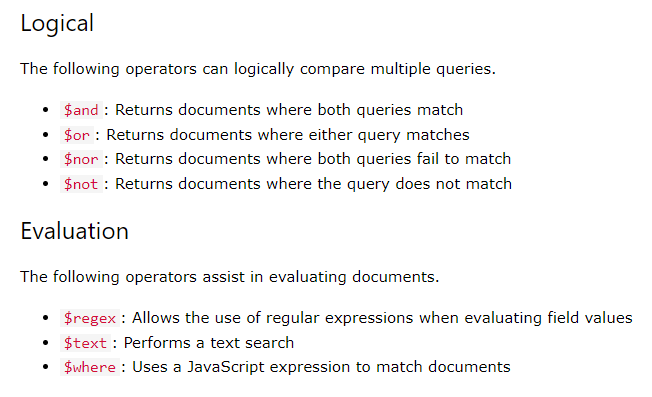 Logical
The following operators can logically compare multiple queries.
• $and: Returns documents where both queries match
• $or: Returns documents where either query matches
• $nor: Returns documents where both queries fail to match
• $not: Returns documents where the query does not match
Evaluation
The following operators assist in evaluating documents.
• $regex: Allows the use of regular expressions when evaluating field values
• $text: Performs a text search
• $where: Uses a JavaScript expression to match documents